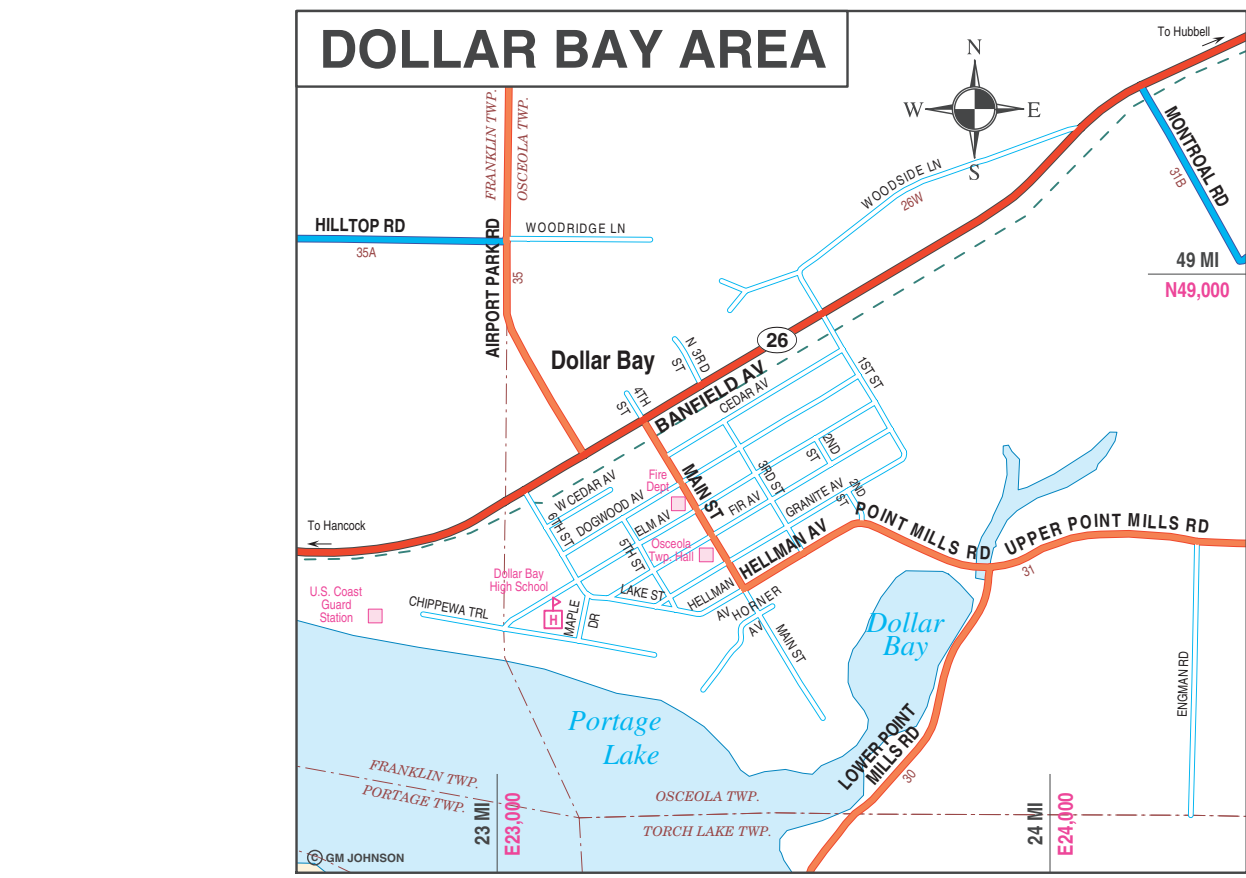 DOLLAR BAY AREA
To Hubbell
N
W
E
S
FRANKLIN TWP.
OSCEOLA TWP.
MONTROAL RD
31B
WOODSIDE LN
26W
HILLTOP RD
35A
WOODRIDGE LN
AIRPORT PARK RD
35
49 MI
N49,000
26
N 3RD
ST
Dollar Bay
BANFIELD AV
CEDAR AV
1ST ST
4TH
ST
2ND
ST
3RD ST
MAIN ST
Fire
Dept
W CEDAR AV
DOGWOOD AV
ELM AV
FIR AV
GRANITE AV
2ND
ST
6TH ST
5TH ST
To Hancock
POINT MILLS RD
UPPER POINT MILLS RD
31
HELLMAN AV
Osceola
Twp. Hall
Dollar Bay
High School
H
U.S. Coast
Guard
Station
CHIPPEWA TRL
MAPLE
DR
LAKE ST
HELLMAN
AV
HORNER
AV
MAIN ST
Dollar
Bay
ENGMAN RD
Portage
Lake
LOWER POINT
MILLS RD
30
FRANKLIN TWP.
PORTAGE TWP.
OSCEOLA TWP.
TORCH LAKE TWP.
23 MI
E23,000
24 MI
E24,000
© GM JOHNSON